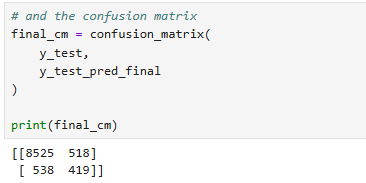 # and the confusion matrix
final_cm = confusion_matrix(
    y_test,
    y_test_pred_final
)
print(final_cm)
[[8525  518]
 [ 538  419]]